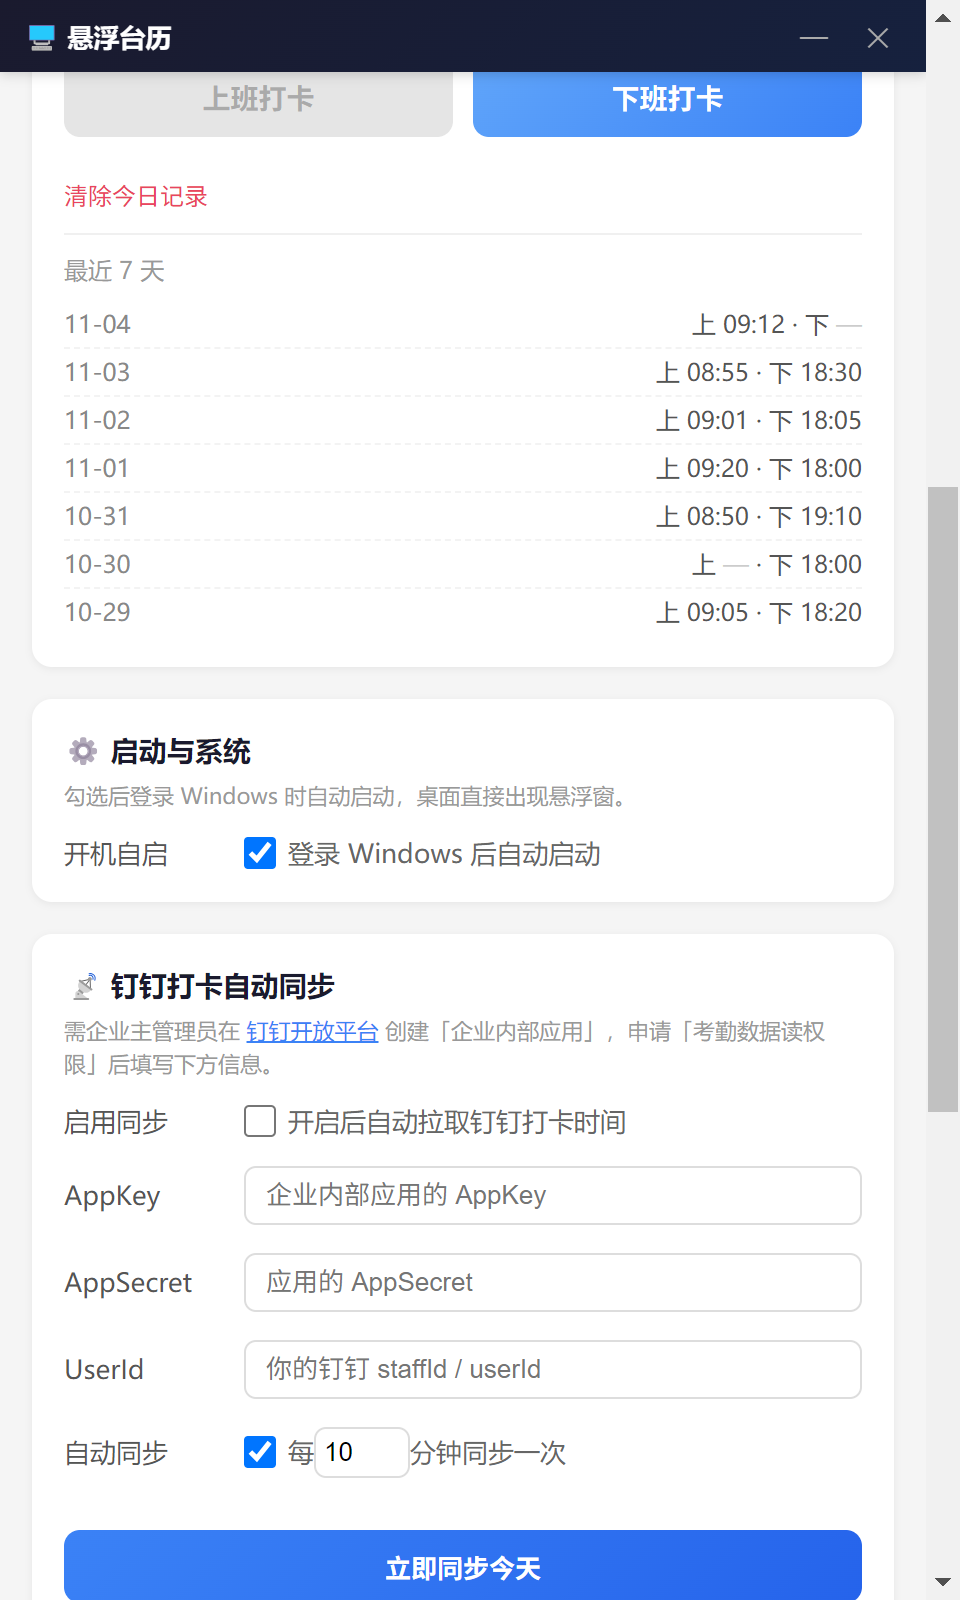 悬浮台历
上班打卡 下班打卡
清除今日记录
最近 7 天
11-04 上 09:12 · 下 —
11-03 上 08:55 · 下 18:30
11-02 上 09:01 · 下 18:05
11-01 上 09:20 · 下 18:00
10-31 上 08:50 · 下 19:10
10-30 上 — · 下 18:00
10-29 上 09:05 · 下 18:20
启动与系统
勾选后登录 Windows 时自动启动，桌面直接出现悬浮窗。
开机自启 登录 Windows 后自动启动
钉钉打卡自动同步
需企业主管理员在 钉钉开放平台 创建「企业内部应用」，申请「考勤数据读权
限」后填写下方信息。
启用同步 开启后自动拉取钉钉打卡时间
AppKey 企业内部应用的 AppKey
AppSecret 应用的 AppSecret
UserId 你的钉钉 staffId / userId
自动同步 每 10 分钟同步一次
立即同步今天